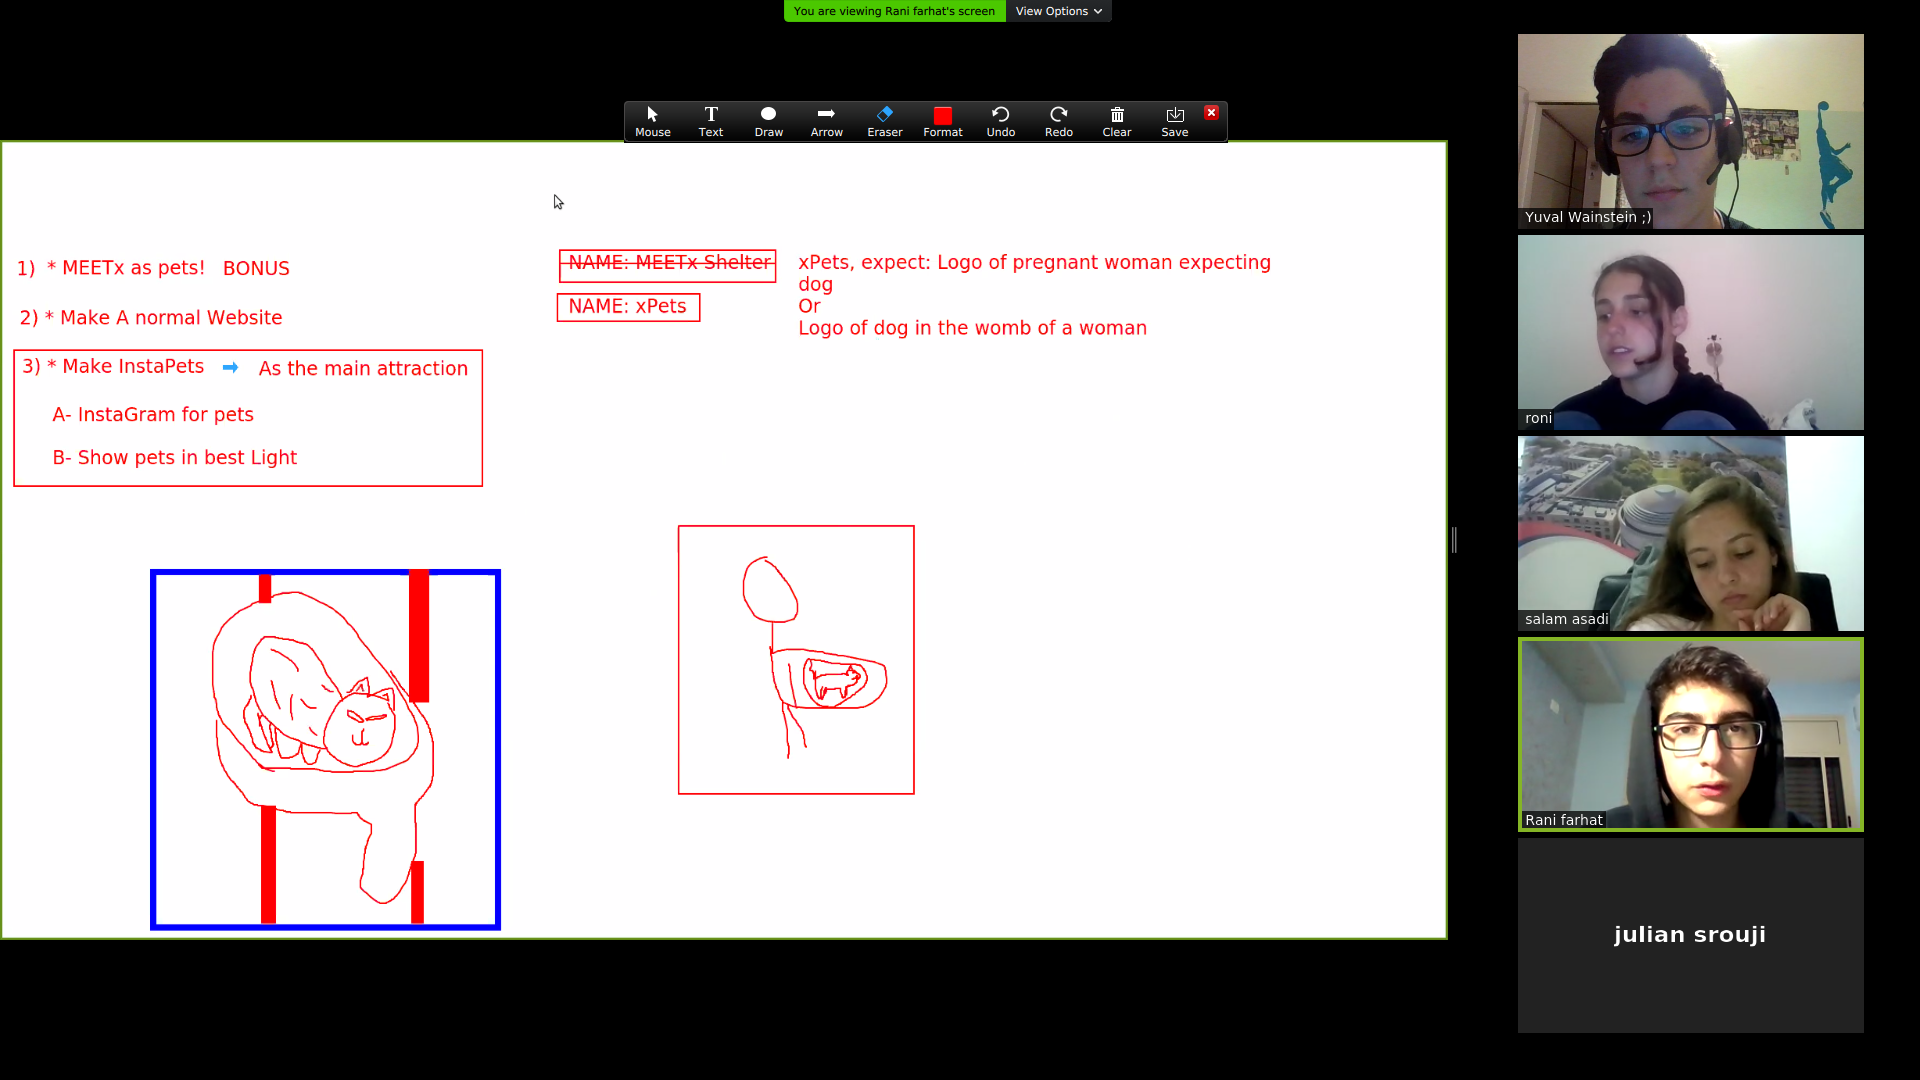 You are viewing Rani farhat's screen View Options
Mouse Text Draw Arrow Eraser Format Undo Redo Clear Save
1) * MEETx as pets! BONUS
2) * Make A normal Website
3) * Make InstaPets As the main attraction
A- InstaGram for pets
B- Show pets in best Light
NAME: MEETx Shelter
NAME: xPets
xPets, expect: Logo of pregnant woman expecting
dog
Or
Logo of dog in the womb of a woman
Yuval Wainstein ;)
roni
salam asadi
Rani farhat
julian srouji